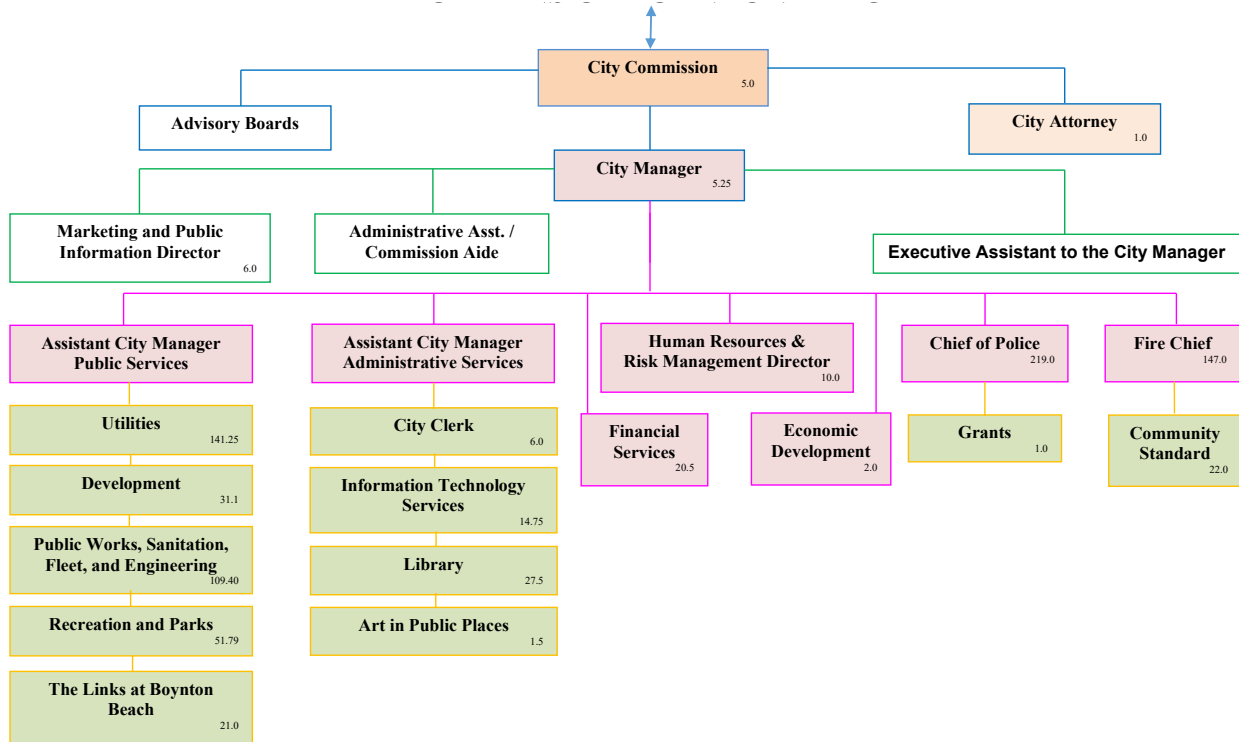 City Commission
5.0
Advisory Boards
City Attorney
1.0
City Manager
5.25
Marketing and Public
Information Director
6.0
Administrative Asst. /
Commission Aide
Executive Assistant to the City Manager
Assistant City Manager
Public Services
Assistant City Manager
Administrative Services
Human Resources &
Risk Management Director
10.0
Chief of Police
219.0
Fire Chief
147.0
Utilities
141.25
City Clerk
6.0
Financial
Services
20.5
Economic
Development
2.0
Grants
1.0
Community
Standard
22.0
Development
31.1
Information Technology
Services
14.75
Public Works, Sanitation,
Fleet, and Engineering
109.40
Library
27.5
Recreation and Parks
51.79
Art in Public Places
1.5
The Links at Boynton
Beach
21.0